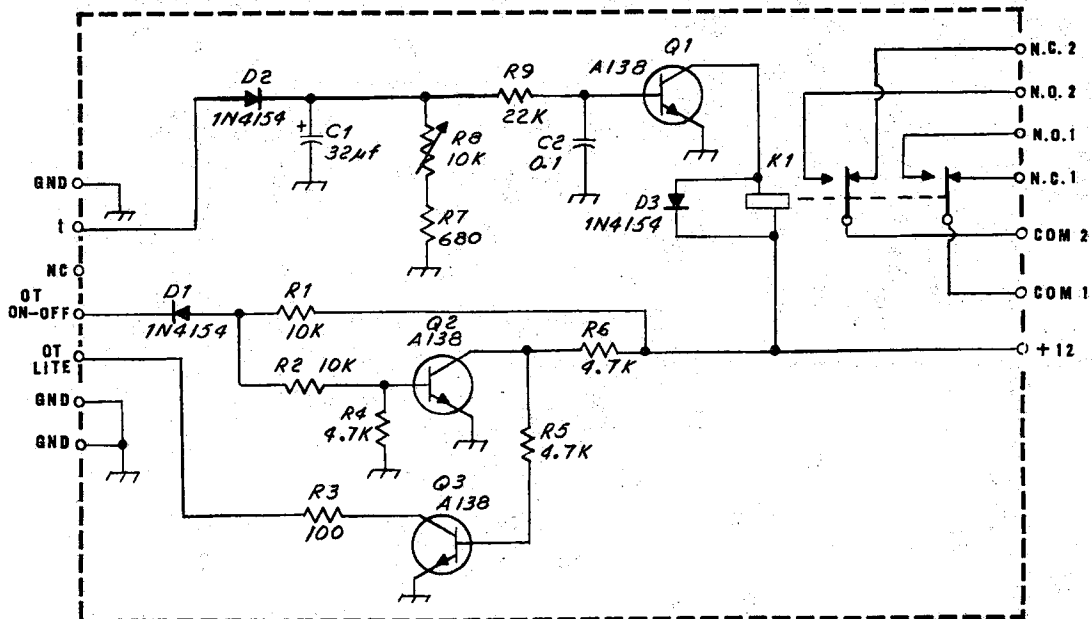 Q1
N.C. 2
D2
R9
A138
N.O. 2
1N4154
22K
+
C1
32µf
R8
10K
C2
0.1
K1
N.O. 1
N.C. 1
GND
t
R7
680
D3
1N4154
COM 2
NC
OT
ON-OFF
D1
1N4154
R1
10K
COM 1
Q2
A138
R6
4.7K
+12
OT
LITE
R2 10K
GND
R4
4.7K
R5
4.7K
GND
Q3
A138
R3
100